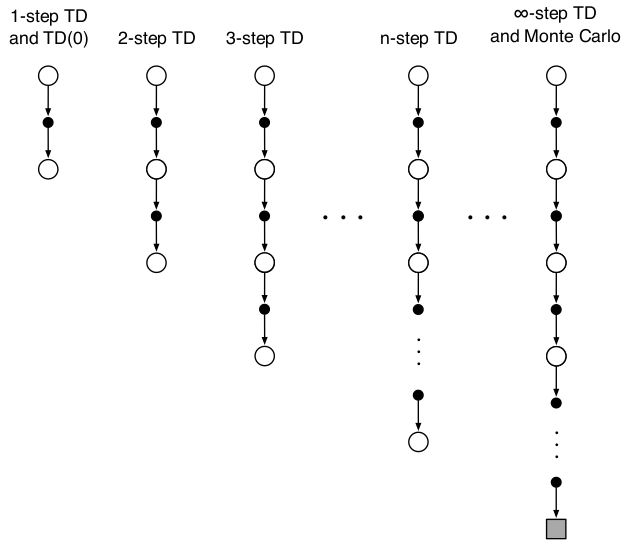 1-step TD
and TD(0)
2-step TD
3-step TD
n-step TD
∞-step TD
and Monte Carlo